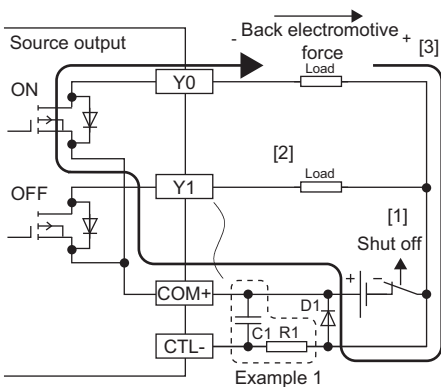 Source output
Back electromotive
force
- + [3]
ON
Y0
Load
[2]
OFF
Y1
Load
[1]
Shut off
COM+
+ -
D1
C1 R1
CTL-
Example 1